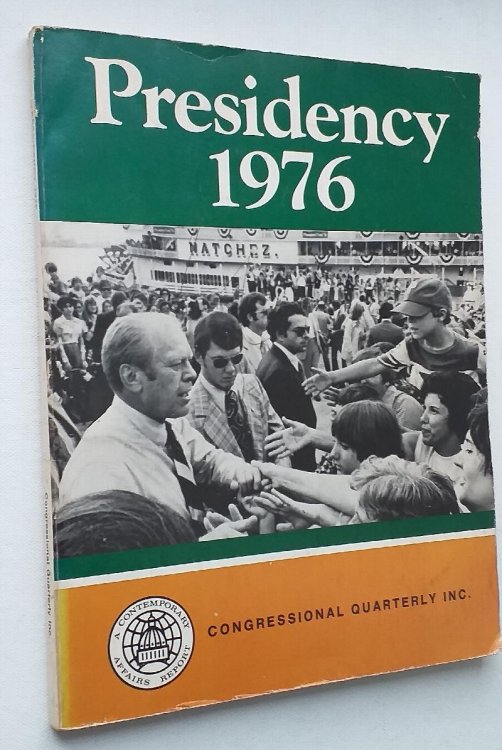 Presidency
1976
NATCHEZ.
CONGRESSIONAL QUARTERLY INC.
A CONTEMPORARY
AFFAIRS REPORT
Congressional Quarterly Inc.